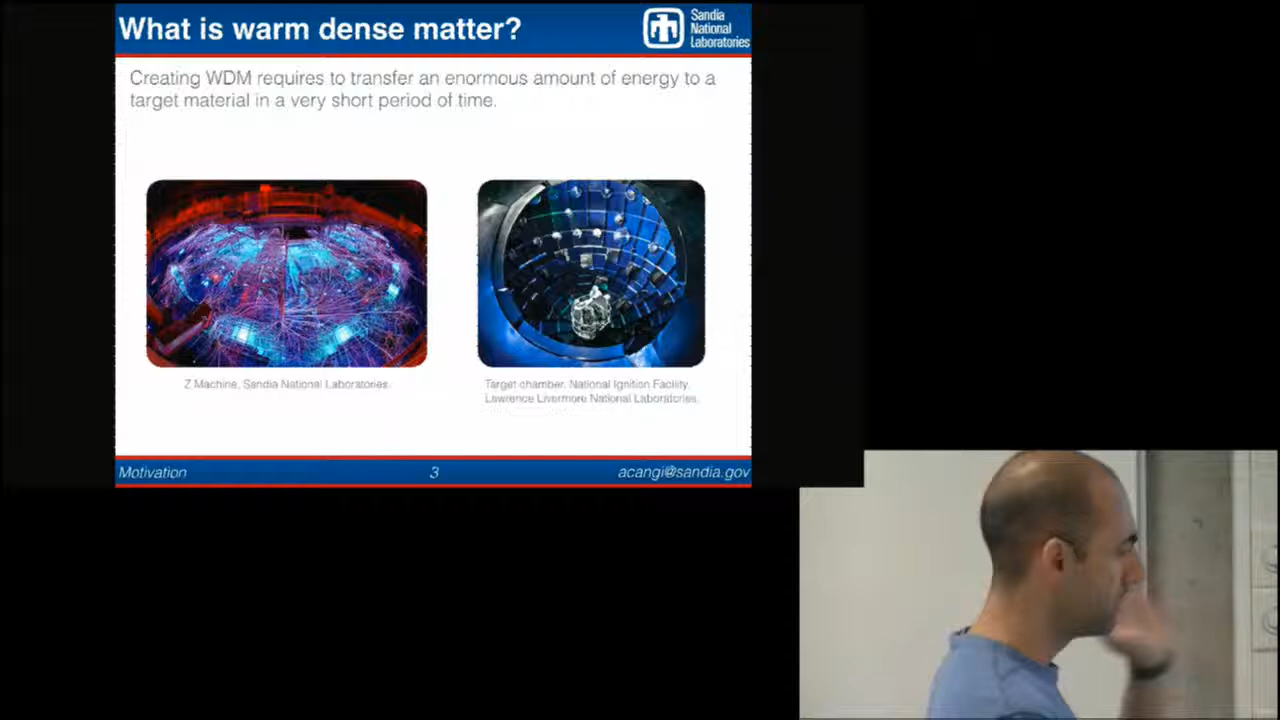 What is warm dense matter?
Sandia
National
Laboratories
Creating WDM requires to transfer an enormous amount of energy to a
target material in a very short period of time.
Z Machine, Sandia National Laboratories.
Target chamber, National Ignition Facility,
Lawrence Livermore National Laboratories.
Motivation
3
acangi@sandia.gov